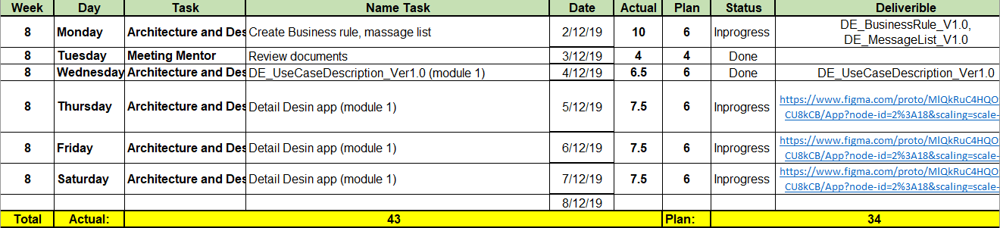 Week Day Task Name Task Date Actual Plan Status Deliverible
8 Monday Architecture and Des Create Business rule, massage list 2/12/19 10 6 Inprogress DE_BusinessRule_V1.0,
DE_MessageList_V1.0
8 Tuesday Meeting Mentor Review documents 3/12/19 4 4 Done
8 Wednesday Architecture and Des DE_UseCaseDescription_Ver1.0 (module 1) 4/12/19 6.5 6 Done DE_UseCaseDescription_Ver1.0
8 Thursday Architecture and Des Detail Desin app (module 1) 5/12/19 7.5 6 Inprogress https://www.figma.com/proto/MlQkRuC4HQO
CU8kCB/App?node-id=2%3A18&scaling=scale-
8 Friday Architecture and Des Detail Desin app (module 1) 6/12/19 7.5 6 Inprogress https://www.figma.com/proto/MlQkRuC4HQO
CU8kCB/App?node-id=2%3A18&scaling=scale-
8 Saturday Architecture and Des Detail Desin app (module 1) 7/12/19 7.5 6 Inprogress https://www.figma.com/proto/MlQkRuC4HQO
CU8kCB/App?node-id=2%3A18&scaling=scale-
8/12/19
Total Actual: 43 Plan: 34